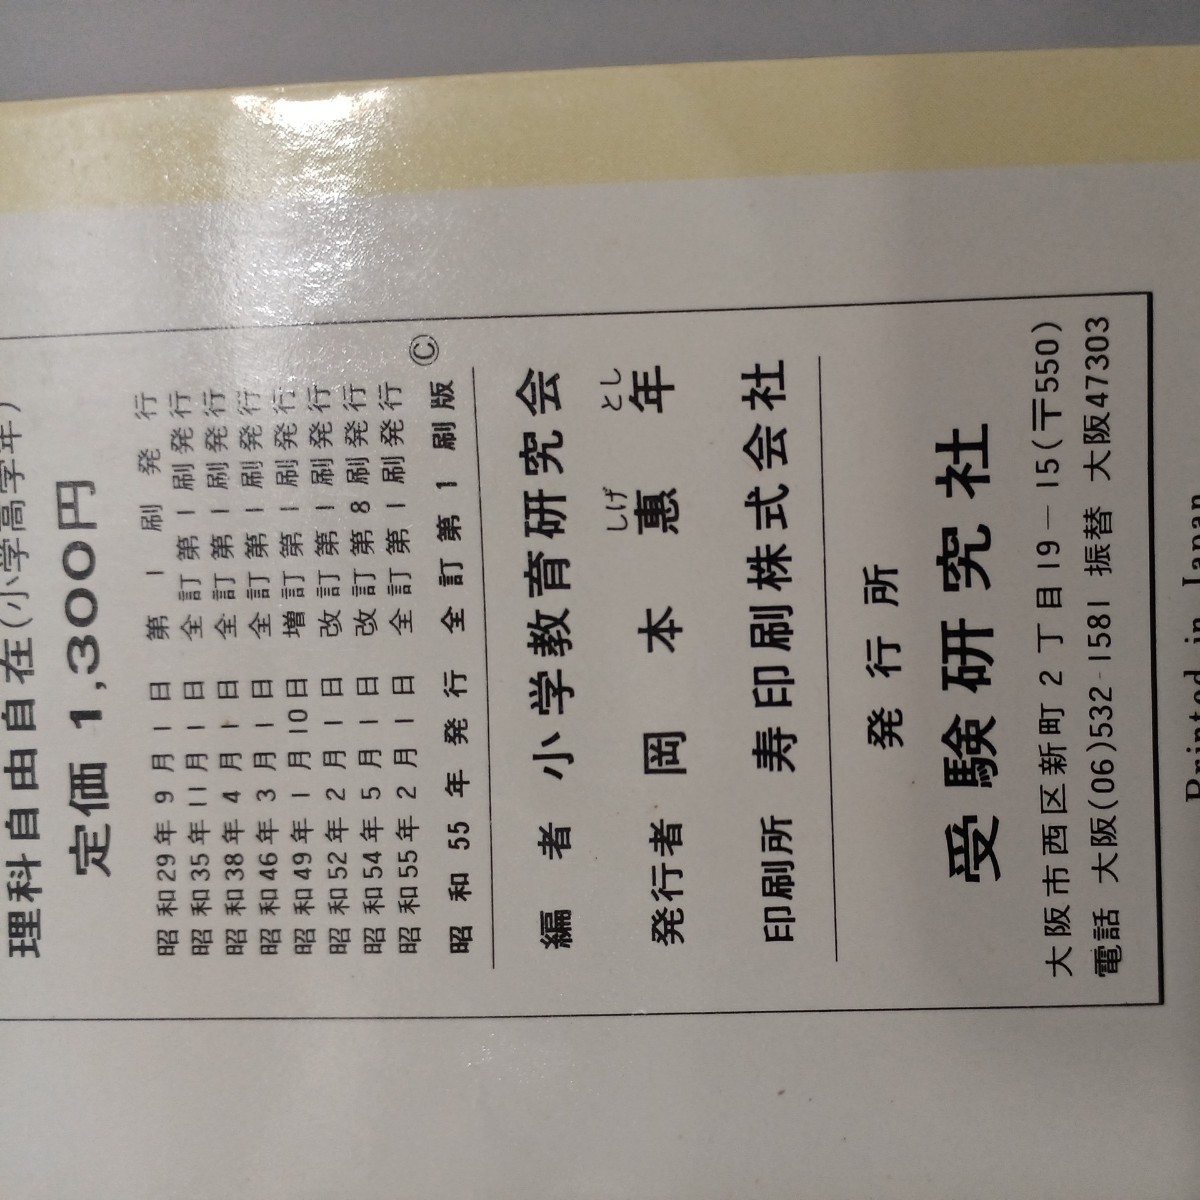 理科自由自在(小学高学年)
定価 1,300円
昭和29年 9月 1日 第 1 刷 発 行
昭和35年11月 1日 全訂第1刷発行
昭和38年 4月 1日 全訂第1刷発行
昭和46年 3月 1日 全訂第1刷発行
昭和49年 1月10日 増訂第1刷発行
昭和52年 2月 1日 改訂第1刷発行
昭和54年 5月 1日 改訂第8刷発行
昭和55年 2月 1日 全訂第1刷発行
昭和 55 年 発行 全訂 第 1 刷版 Ⓒ
編 者 小学教育研究会
しげ とし
発行者 岡 本 惠 年
印刷所 寿印刷株式会社
発 行 所
受験研究社
大阪市西区新町2丁目19-15(〒550)
電話 大阪(06)532-1581 振替 大阪47303
Printed in Japan